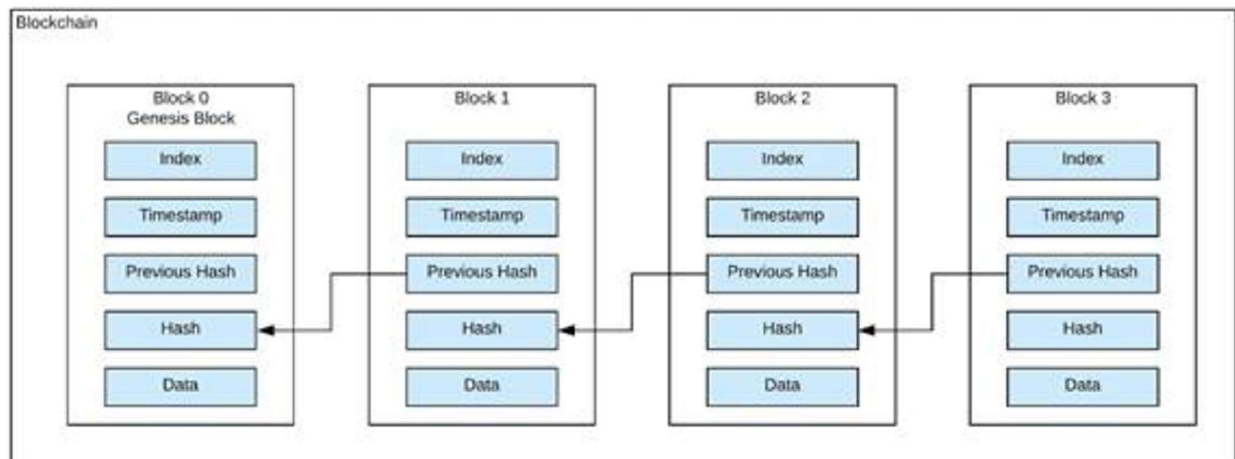 Blockchain
Block 0
Genesis Block
Index
Timestamp
Previous Hash
Hash
Data
Block 1
Index
Timestamp
Previous Hash
Hash
Data
Block 2
Index
Timestamp
Previous Hash
Hash
Data
Block 3
Index
Timestamp
Previous Hash
Hash
Data